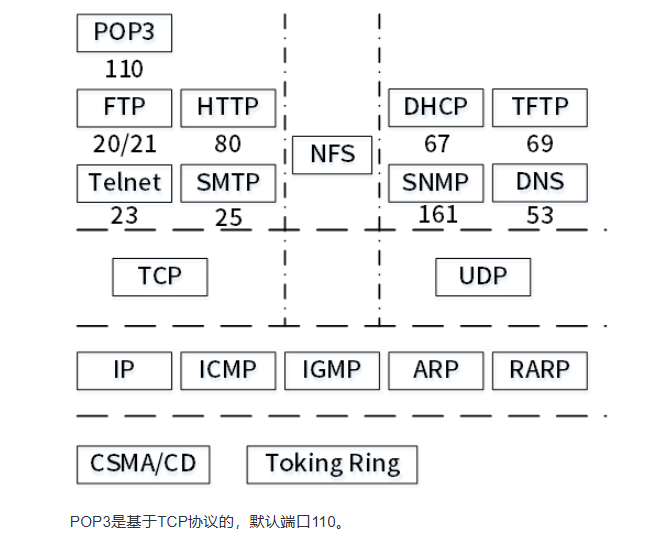 POP3
110
FTP HTTP DHCP TFTP
20/21 80 NFS 67 69
Telnet SMTP SNMP DNS
23 25 161 53
TCP UDP
IP ICMP IGMP ARP RARP
CSMA/CD Toking Ring
POP3是基于TCP协议的，默认端口110。